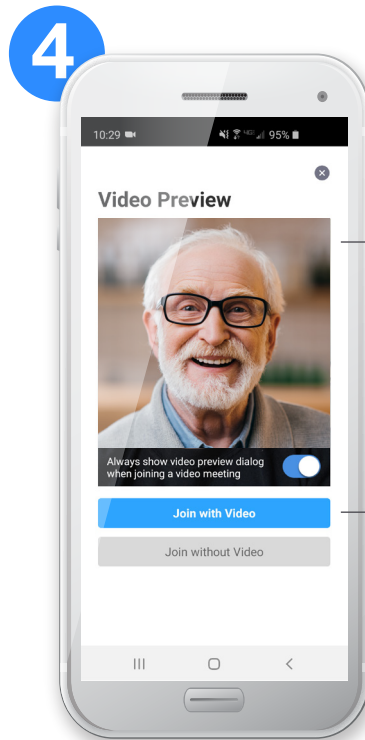 4
10:29 95%
Video Preview
Always show video preview dialog
when joining a video meeting
Join with Video
Join without Video